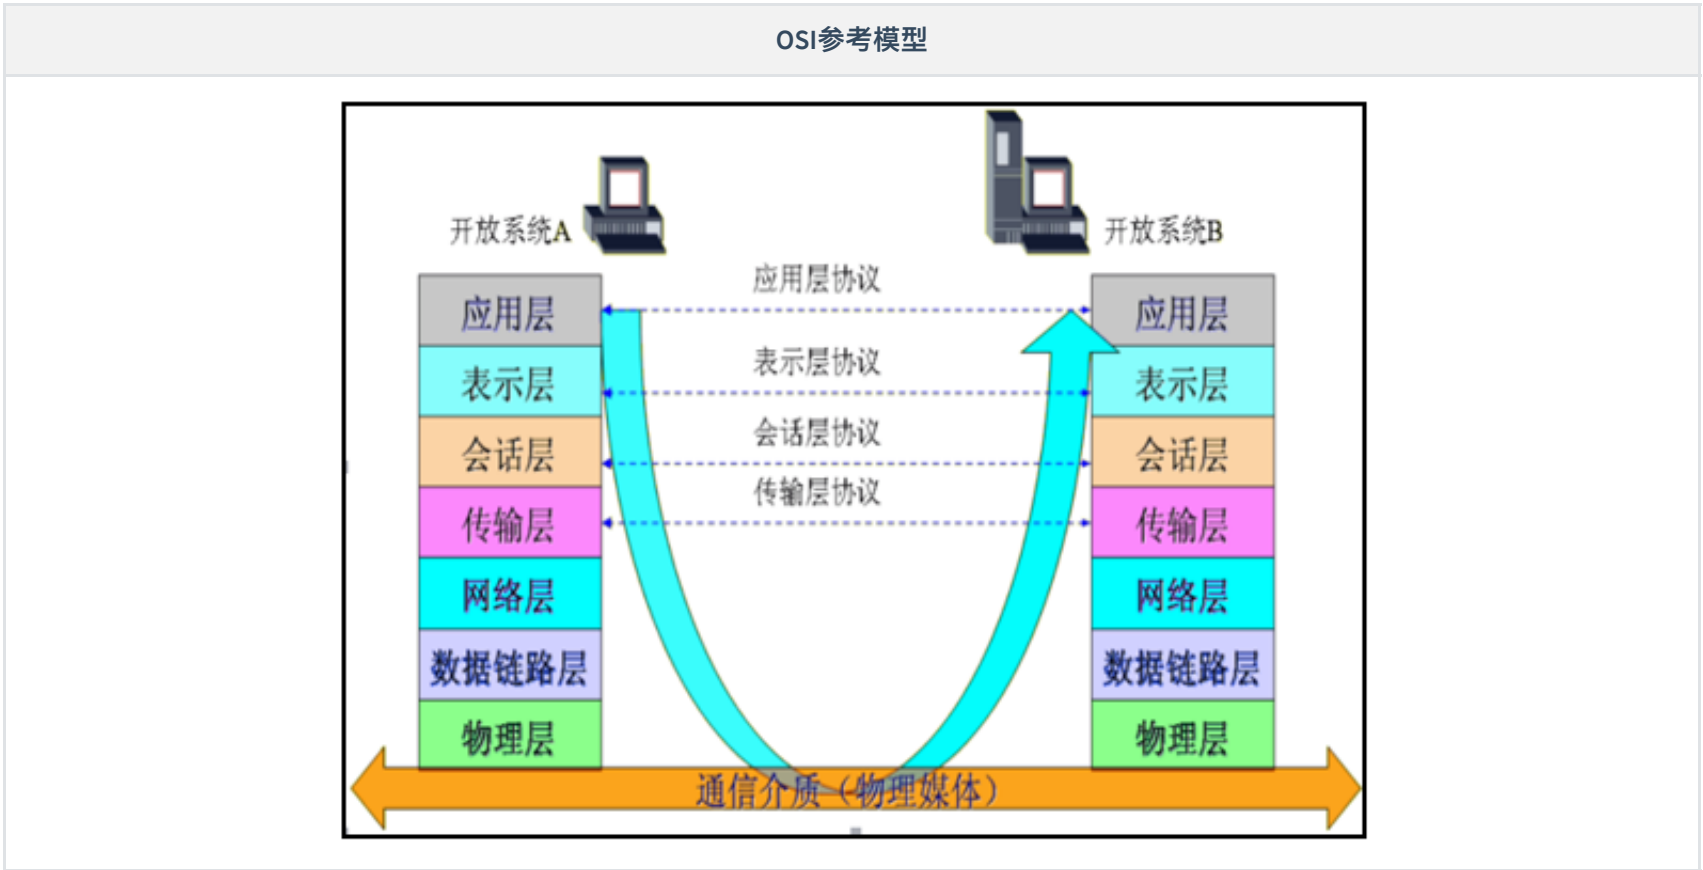 OSI参考模型
开放系统A
开放系统B
应用层协议
应用层
应用层
表示层协议
表示层
表示层
会话层协议
会话层
会话层
传输层协议
传输层
传输层
网络层
网络层
数据链路层
数据链路层
物理层
物理层
通信介质（物理媒体）